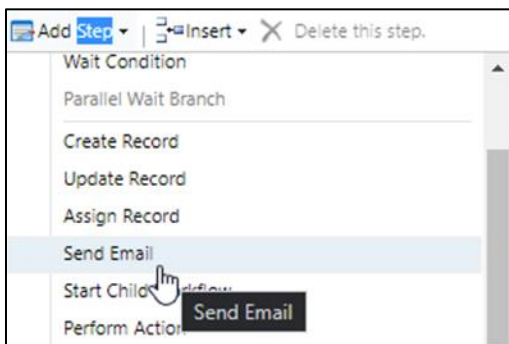 Add Step Insert Delete this step.
Wait Condition
Parallel Wait Branch
Create Record
Update Record
Assign Record
Send Email
Start Child Workflow
Send Email
Perform Action